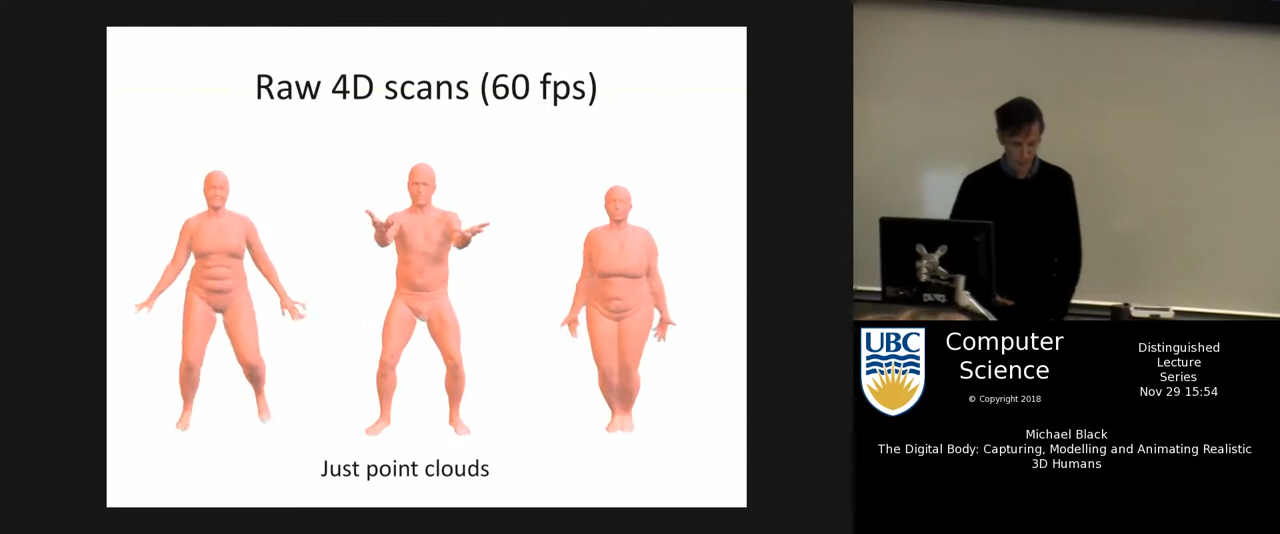 Raw 4D scans (60 fps)
Just point clouds
UBC
Computer
Science
© Copyright 2018
Distinguished
Lecture
Series
Nov 29 15:54
Michael Black
The Digital Body: Capturing, Modelling and Animating Realistic
3D Humans